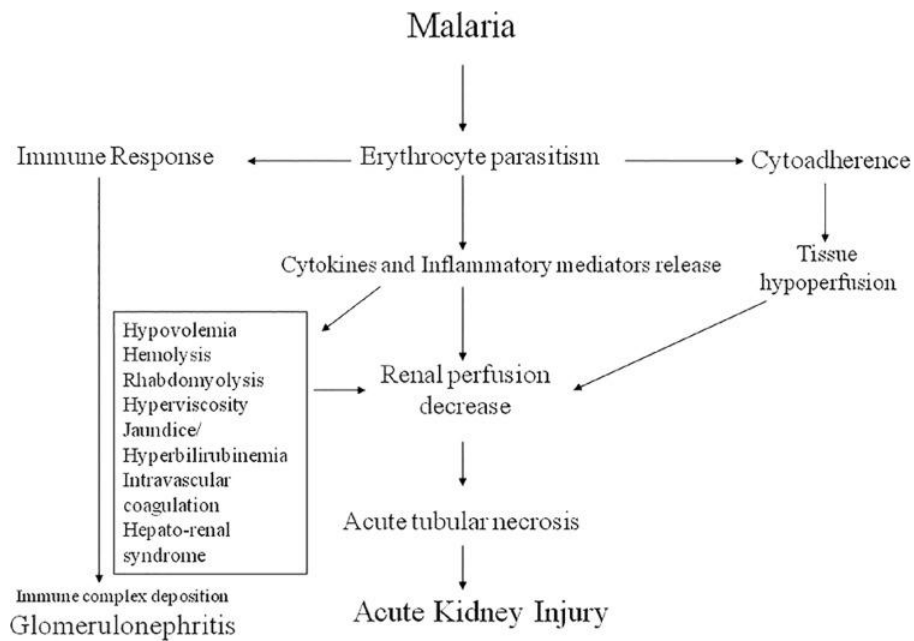 Malaria
Immune Response
Erythrocyte parasitism
Cytoadherence
Cytokines and Inflammatory mediators release
Tissue
hypoperfusion
Hypovolemia
Hemolysis
Rhabdomyolysis
Hyperviscosity
Jaundice/
Hyperbilirubinemia
Intravascular
coagulation
Hepato-renal
syndrome
Renal perfusion
decrease
Acute tubular necrosis
Immune complex deposition
Glomerulonephritis
Acute Kidney Injury